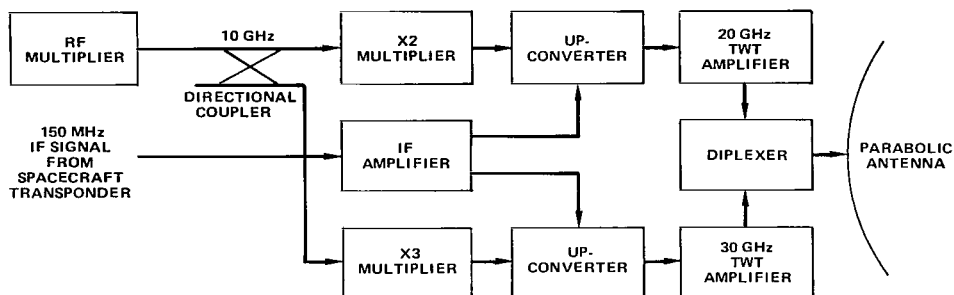 RF
MULTIPLIER
10 GHz
DIRECTIONAL
COUPLER
X2
MULTIPLIER
UP-
CONVERTER
20 GHz
TWT
AMPLIFIER
150 MHz
IF SIGNAL
FROM
SPACECRAFT
TRANSPONDER
IF
AMPLIFIER
DIPLEXER
PARABOLIC
ANTENNA
X3
MULTIPLIER
UP-
CONVERTER
30 GHz
TWT
AMPLIFIER